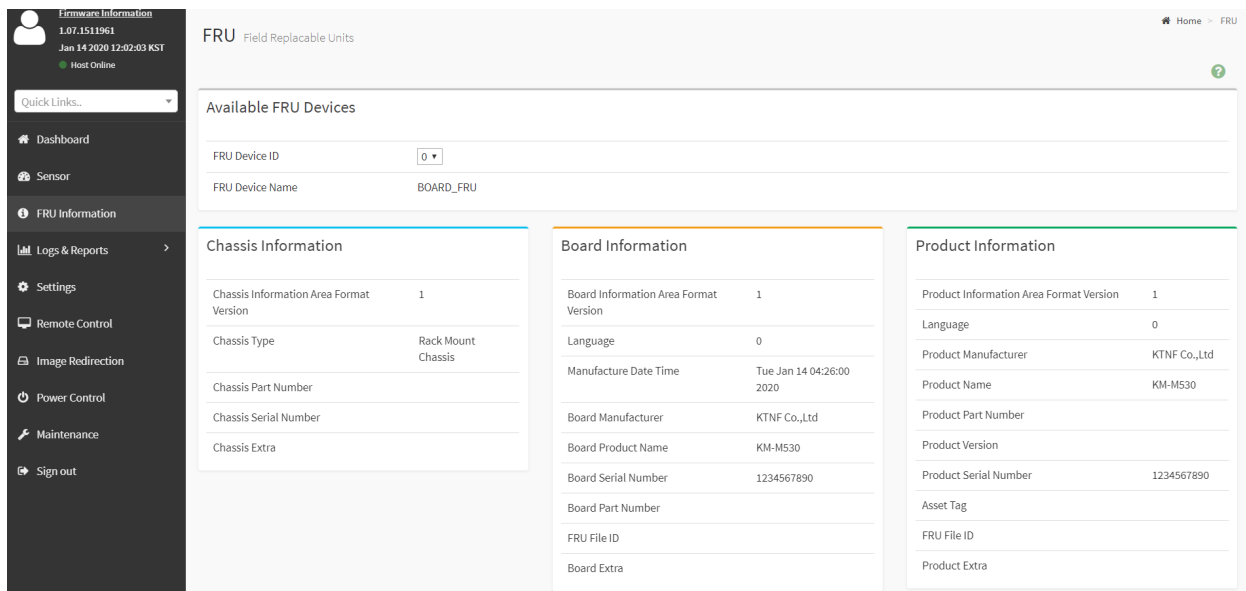 Firmware Information
1.07.1511961
Jan 14 2020 12:02:03 KST
Host Online
Quick Links..
Dashboard
Sensor
FRU Information
Logs & Reports
Settings
Remote Control
Image Redirection
Power Control
Maintenance
Sign out
FRU Field Replacable Units
Home > FRU
Available FRU Devices
FRU Device ID 0
FRU Device Name BOARD_FRU
Chassis Information
Chassis Information Area Format 1
Version
Chassis Type Rack Mount
Chassis
Chassis Part Number
Chassis Serial Number
Chassis Extra
Board Information
Board Information Area Format 1
Version
Language 0
Manufacture Date Time Tue Jan 14 04:26:00
2020
Board Manufacturer KTNF Co.,Ltd
Board Product Name KM-M530
Board Serial Number 1234567890
Board Part Number
FRU File ID
Board Extra
Product Information
Product Information Area Format Version 1
Language 0
Product Manufacturer KTNF Co.,Ltd
Product Name KM-M530
Product Part Number
Product Version
Product Serial Number 1234567890
Asset Tag
FRU File ID
Product Extra